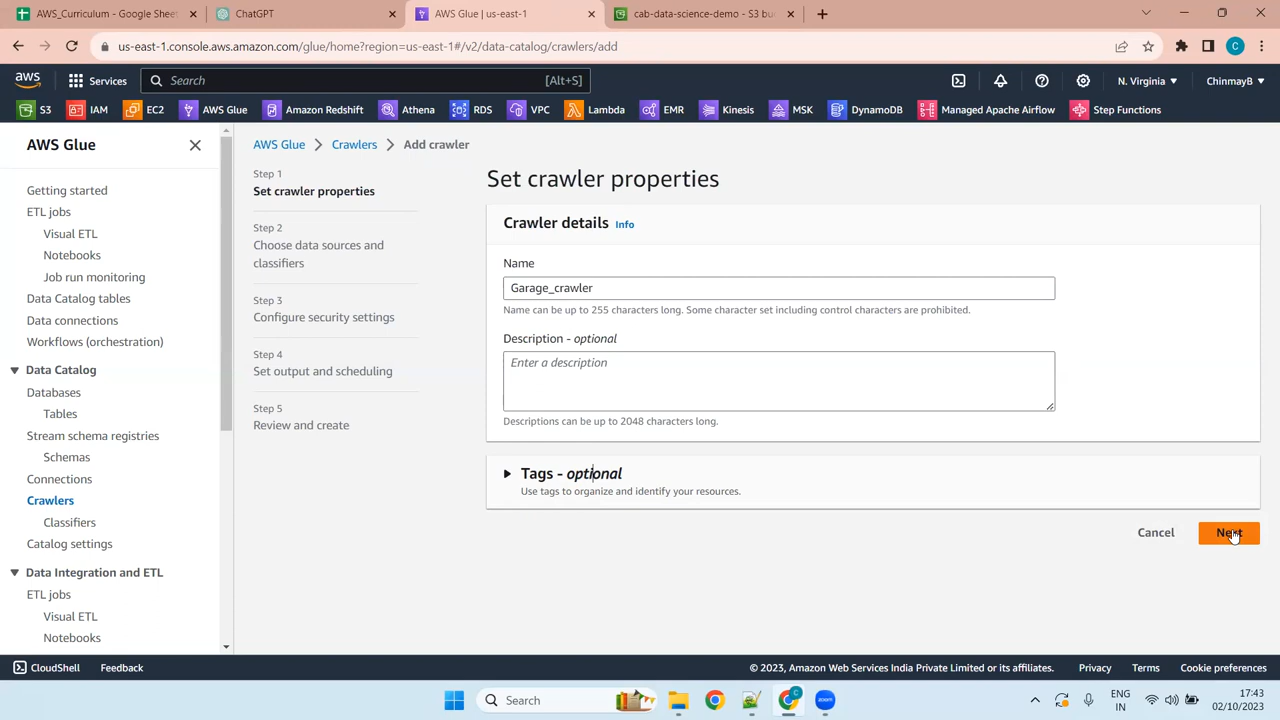 AWS_Curriculum - Google Sheet
ChatGPT
AWS Glue | us-east-1
cab-data-science-demo - S3 bu
us-east-1.console.aws.amazon.com/glue/home?region=us-east-1#/v2/data-catalog/crawlers/add
C
aws
Services
Search
[Alt+S]
N. Virginia
ChinmayB
S3
IAM
EC2
AWS Glue
Amazon Redshift
Athena
RDS
VPC
Lambda
EMR
Kinesis
MSK
DynamoDB
Managed Apache Airflow
Step Functions
AWS Glue
Getting started
ETL jobs
Visual ETL
Notebooks
Job run monitoring
Data Catalog tables
Data connections
Workflows (orchestration)
Data Catalog
Databases
Tables
Stream schema registries
Schemas
Connections
Crawlers
Classifiers
Catalog settings
Data Integration and ETL
ETL jobs
Visual ETL
Notebooks
AWS Glue > Crawlers > Add crawler
Step 1
Set crawler properties
Step 2
Choose data sources and
classifiers
Step 3
Configure security settings
Step 4
Set output and scheduling
Step 5
Review and create
Set crawler properties
Crawler details Info
Name
Garage_crawler
Name can be up to 255 characters long. Some character set including control characters are prohibited.
Description - optional
Enter a description
Descriptions can be up to 2048 characters long.
Tags - optional
Use tags to organize and identify your resources.
Cancel
Next
CloudShell
Feedback
© 2023, Amazon Web Services India Private Limited or its affiliates.
Privacy
Terms
Cookie preferences
Search
C
zoom
ENG
IN
17:43
02/10/2023